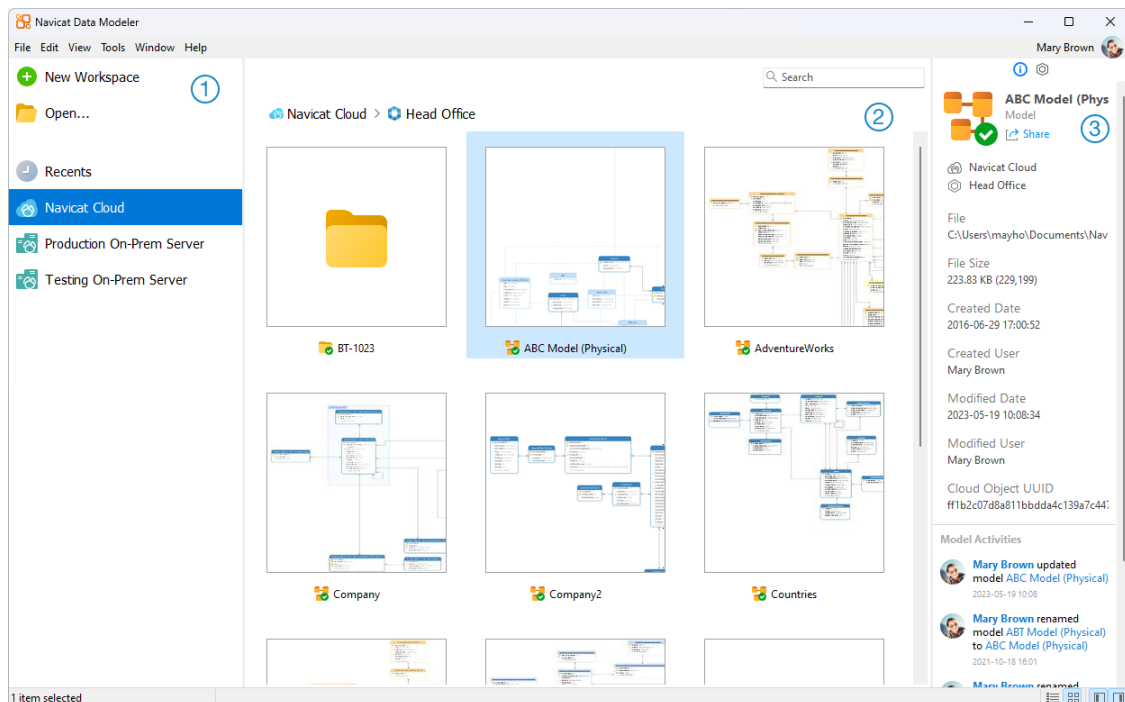 Navicat Data Modeler
File Edit View Tools Window Help
Mary Brown
New Workspace
Open...
Recents
Navicat Cloud
Production On-Prem Server
Testing On-Prem Server
1
Search
Navicat Cloud > Head Office
2
BT-1023
ABC Model (Physical)
AdventureWorks
Company
Company2
Countries
ABC Model (Phys
Model
Share
3
Navicat Cloud
Head Office
File
C:\Users\mayho\Documents\Nav
File Size
223.83 KB (229,199)
Created Date
2016-06-29 17:00:52
Created User
Mary Brown
Modified Date
2023-05-19 10:08:34
Modified User
Mary Brown
Cloud Object UUID
ff1b2c07d8a811bbdda4c139a7c447
Model Activities
Mary Brown updated
model ABC Model (Physical)
2023-05-19 10:08
Mary Brown renamed
model ABT Model (Physical)
to ABC Model (Physical)
2021-10-18 16:01
Mary Brown renamed
1 item selected